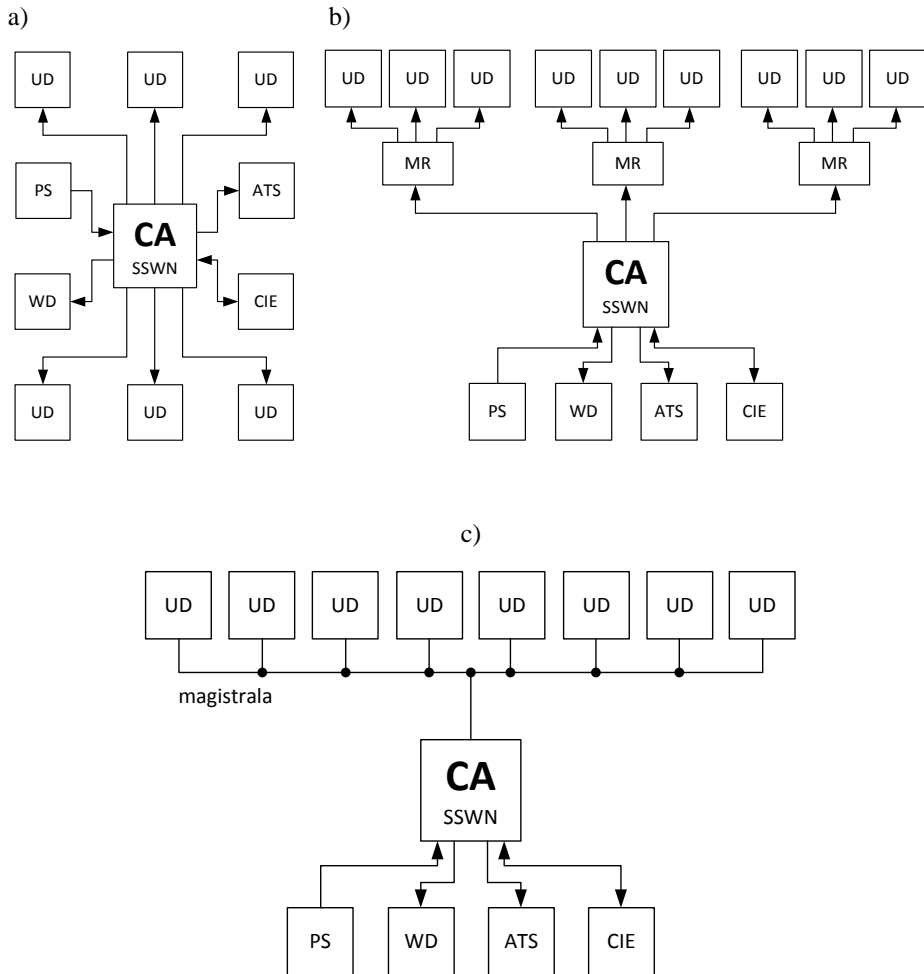 a)
UD UD UD
PS ATS
CA
SSWN
WD CIE
UD UD UD
b)
UD UD UD UD UD UD UD UD UD
MR MR MR
CA
SSWN
PS WD ATS CIE
c)
UD UD UD UD UD UD UD UD
magistrala
CA
SSWN
PS WD ATS CIE